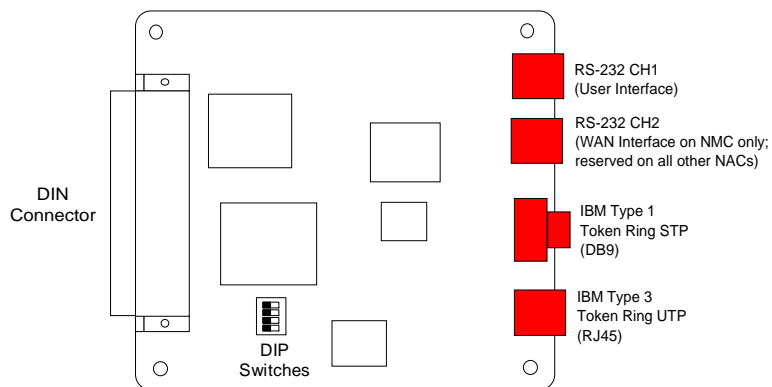 RS-232 CH1
(User Interface)
RS-232 CH2
(WAN Interface on NMC only;
reserved on all other NACs)
DIN
Connector
IBM Type 1
Token Ring STP
(DB9)
IBM Type 3
Token Ring UTP
(RJ45)
DIP
Switches